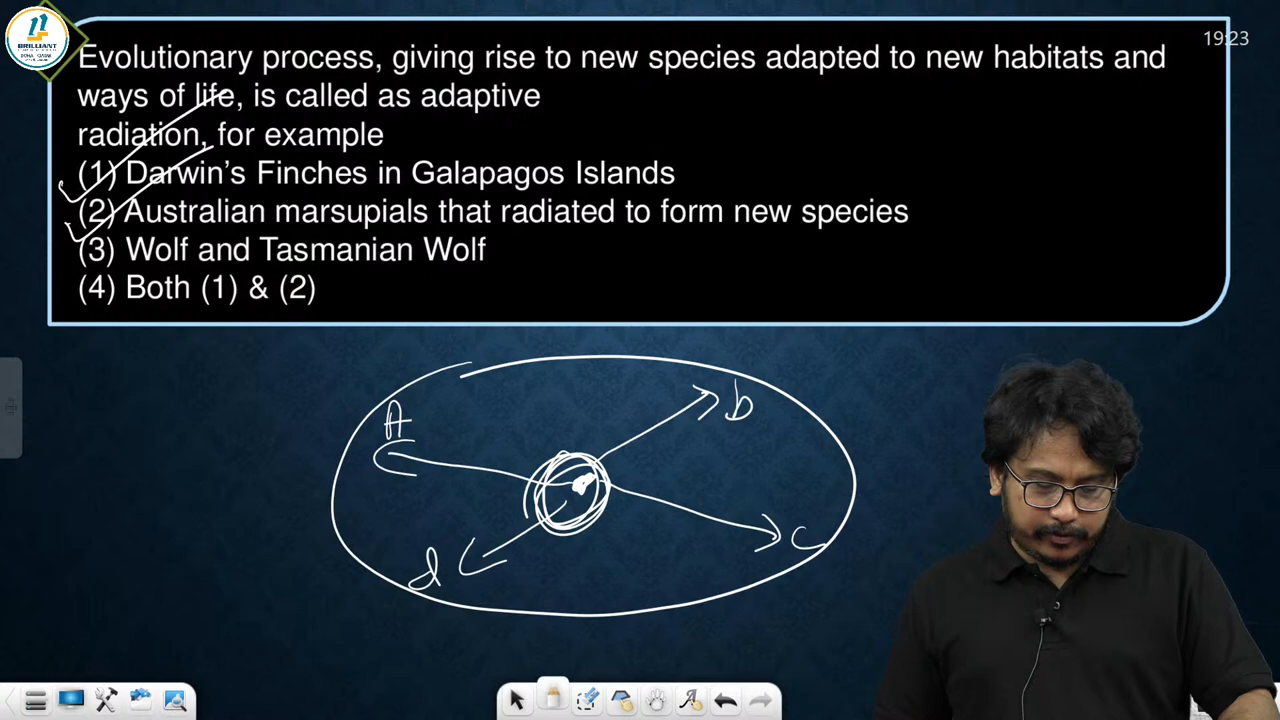 BRILLIANT
19:23
Evolutionary process, giving rise to new species adapted to new habitats and
ways of life, is called as adaptive
radiation, for example
(1) Darwin’s Finches in Galapagos Islands
(2) Australian marsupials that radiated to form new species
(3) Wolf and Tasmanian Wolf
(4) Both (1) & (2)
A
b
c
d